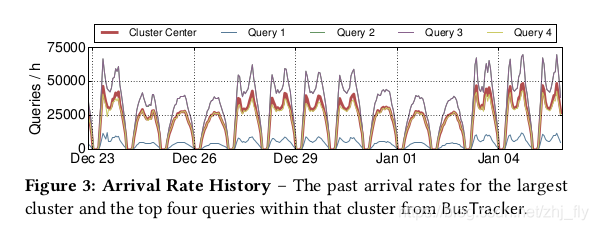 Cluster Center Query 1 Query 2 Query 3 Query 4
75000
50000
25000
0
Queries / h
Dec 23 Dec 26 Dec 29 Jan 01 Jan 04
Figure 3: Arrival Rate History – The past arrival rates for the largest
cluster and the top four queries within that cluster from BusTracker.